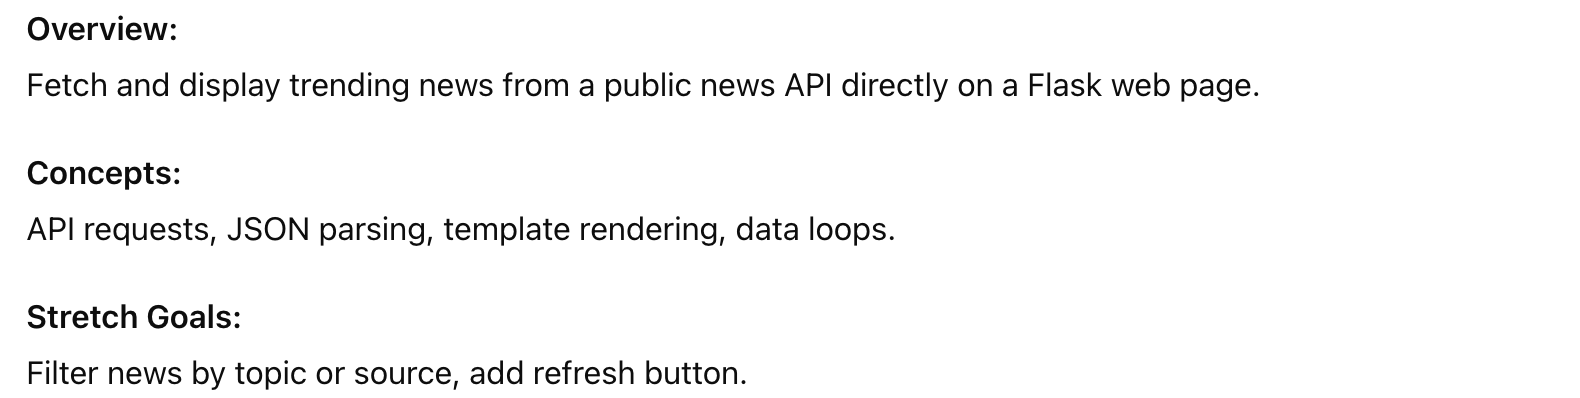 Overview:
Fetch and display trending news from a public news API directly on a Flask web page.
Concepts:
API requests, JSON parsing, template rendering, data loops.
Stretch Goals:
Filter news by topic or source, add refresh button.